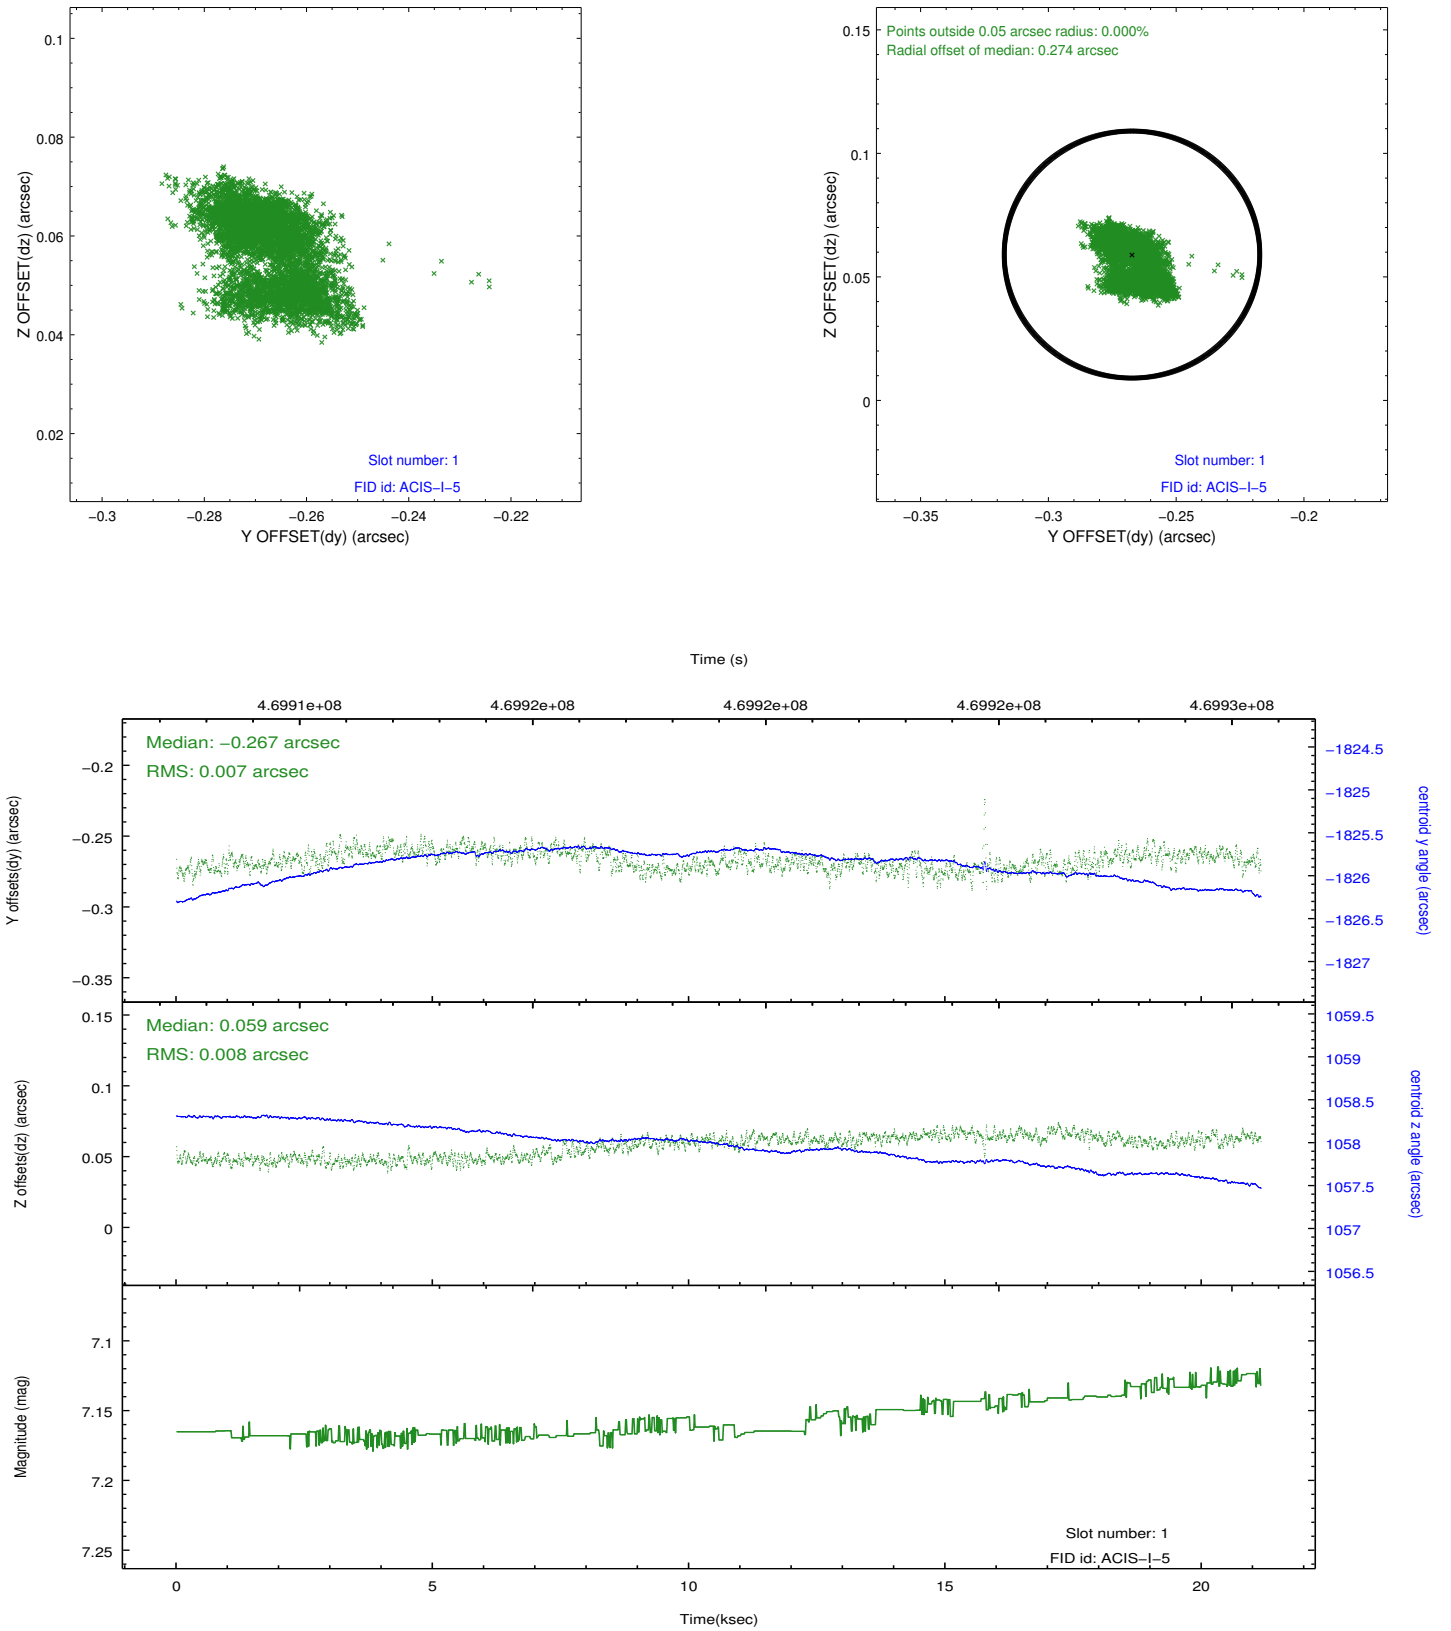 0.1
0.08
0.06
0.04
0.02
Z OFFSET(dz) (arcsec)
Slot number: 1
FID id: ACIS−I−5
−0.3
−0.28
−0.26
−0.24
−0.22
Y OFFSET(dy) (arcsec)
Points outside 0.05 arcsec radius: 0.000%
Radial offset of median: 0.274 arcsec
0.15
0.1
0.05
0
Z OFFSET(dz) (arcsec)
Slot number: 1
FID id: ACIS−I−5
−0.35
−0.3
−0.25
−0.2
Y OFFSET(dy) (arcsec)
Time (s)
4.6991e+08
4.6992e+08
4.6992e+08
4.6992e+08
4.6993e+08
Median: −0.267 arcsec
RMS: 0.007 arcsec
−0.2
−0.25
−0.3
−0.35
Y offsets(dy) (arcsec)
−1824.5
−1825
−1825.5
−1826
−1826.5
−1827
centroid y angle (arcsec)
Median: 0.059 arcsec
RMS: 0.008 arcsec
0.15
0.1
0.05
0
Z offsets(dz) (arcsec)
1059.5
1059
1058.5
1058
1057.5
1057
1056.5
centroid z angle (arcsec)
7.1
7.15
7.2
7.25
Magnitude (mag)
Slot number: 1
FID id: ACIS−I−5
0
5
10
15
20
Time(ksec)